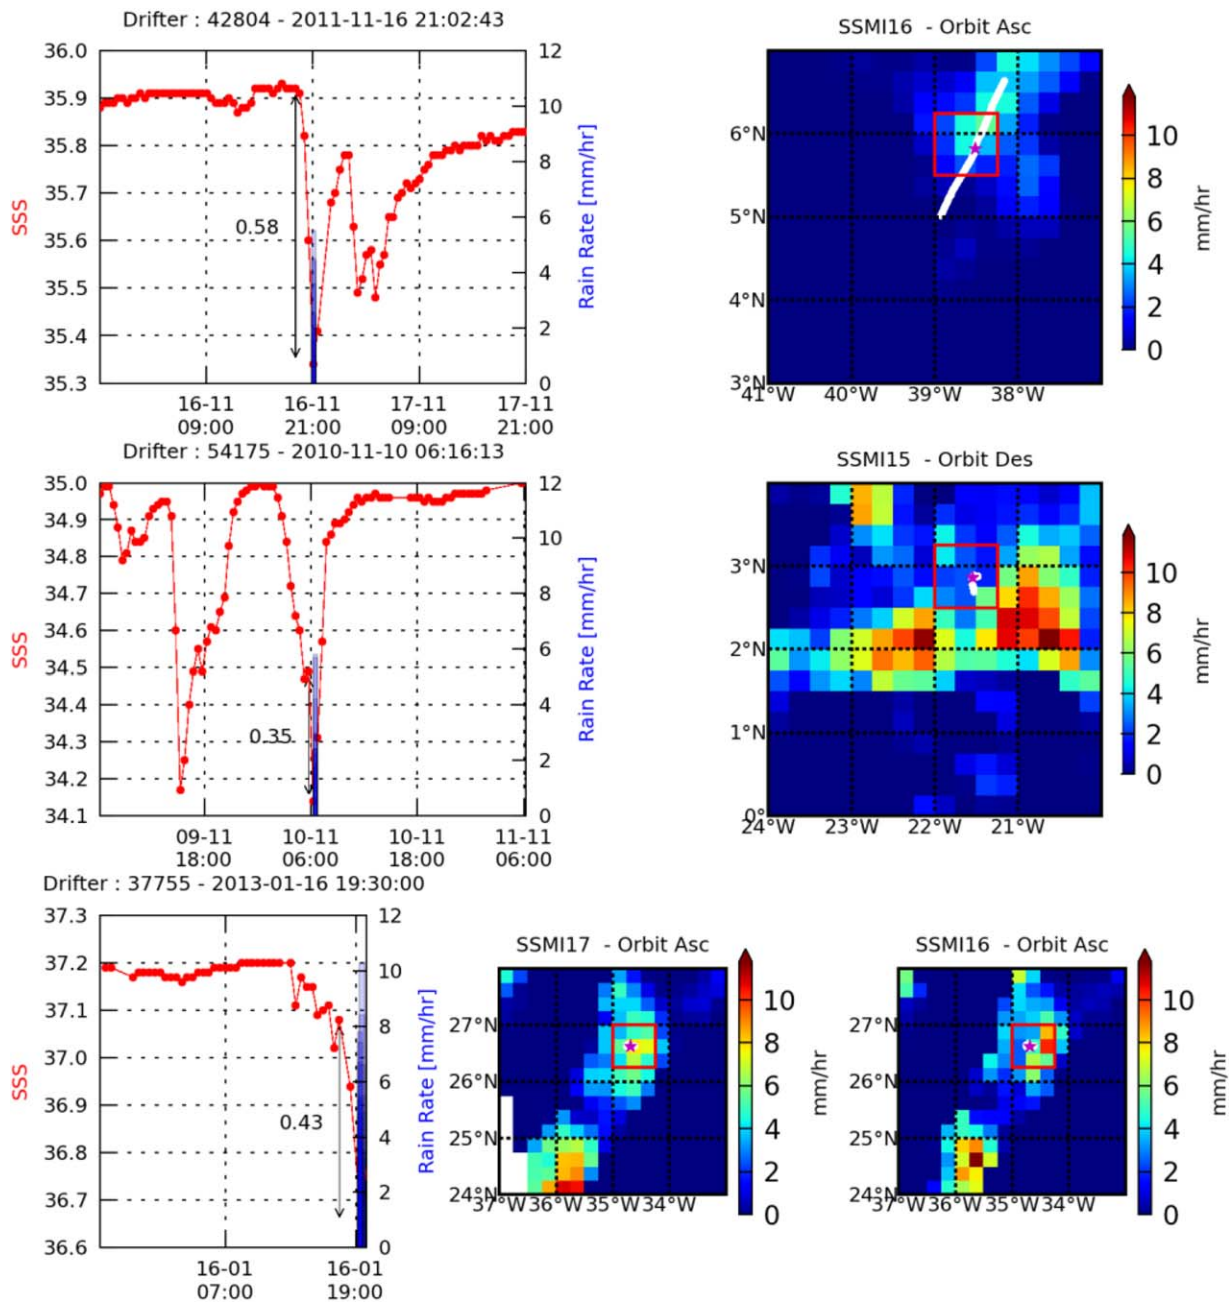 Drifter : 42804 - 2011-11-16 21:02:43
36.0
35.9
35.8
35.7
35.6
35.5
35.4
35.3
SSS
0.58
12
10
8
6
4
2
0
Rain Rate [mm/hr]
16-11 16-11 17-11 17-11
09:00 21:00 09:00 21:00
SSMI16 - Orbit Asc
6°N
5°N
4°N
3°N
41°W 40°W 39°W 38°W
10
8
6
4
2
0
mm/hr
Drifter : 54175 - 2010-11-10 06:16:13
35.0
34.9
34.8
34.7
34.6
34.5
34.4
34.3
34.2
34.1
SSS
0.35
12
10
8
6
4
2
0
Rain Rate [mm/hr]
09-11 10-11 10-11 11-11
18:00 06:00 18:00 06:00
SSMI15 - Orbit Des
3°N
2°N
1°N
0°
24°W 23°W 22°W 21°W
10
8
6
4
2
0
mm/hr
Drifter : 37755 - 2013-01-16 19:30:00
37.3
37.2
37.1
37.0
36.9
36.8
36.7
36.6
SSS
0.43
12
10
8
6
4
2
0
Rain Rate [mm/hr]
16-01 16-01
07:00 19:00
SSMI17 - Orbit Asc
27°N
26°N
25°N
24°N
37°W 36°W 35°W 34°W
10
8
6
4
2
0
mm/hr
SSMI16 - Orbit Asc
27°N
26°N
25°N
24°N
37°W 36°W 35°W 34°W
10
8
6
4
2
0
mm/hr